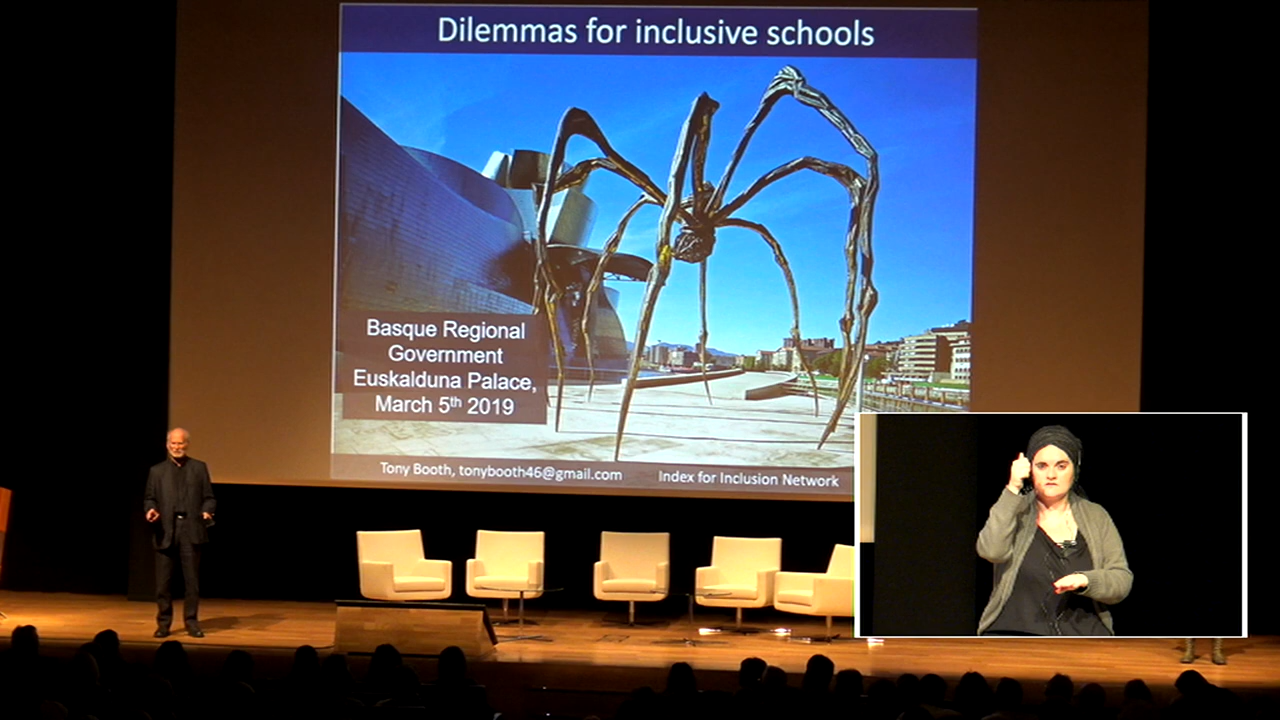 Dilemmas for inclusive schools
Basque Regional
Government
Euskalduna Palace,
March 5th 2019
Tony Booth, tonybooth46@gmail.com
Index for Inclusion Network